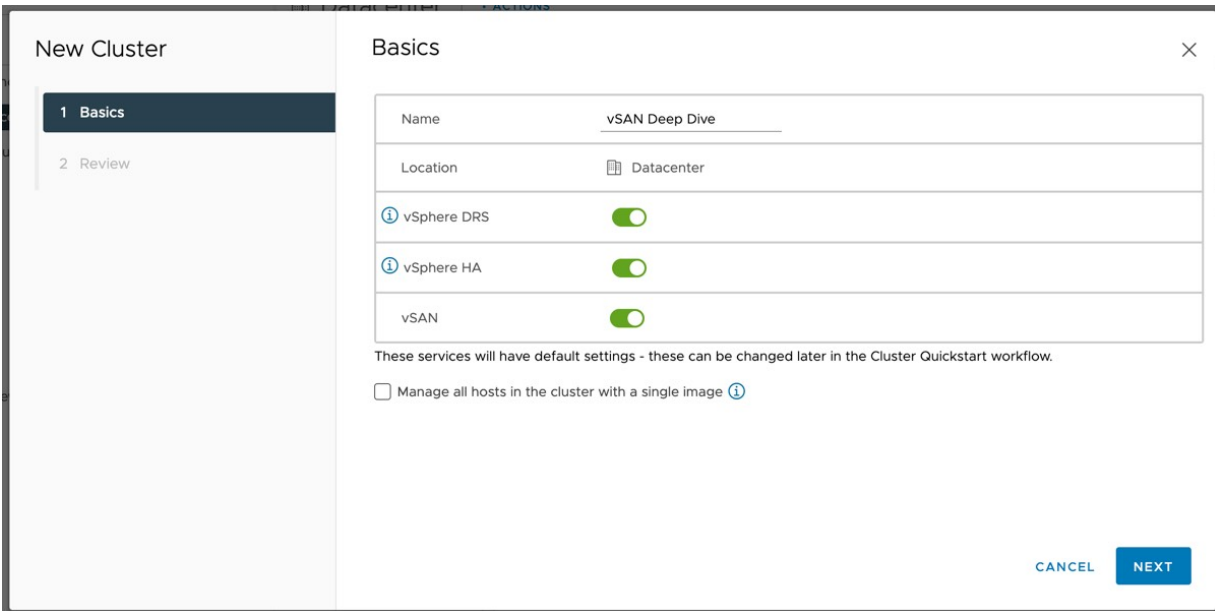 Datacenter
ACTIONS
New Cluster
1 Basics
2 Review
Basics
Name vSAN Deep Dive
Location Datacenter
vSphere DRS
vSphere HA
vSAN
These services will have default settings - these can be changed later in the Cluster Quickstart workflow.
Manage all hosts in the cluster with a single image
CANCEL NEXT